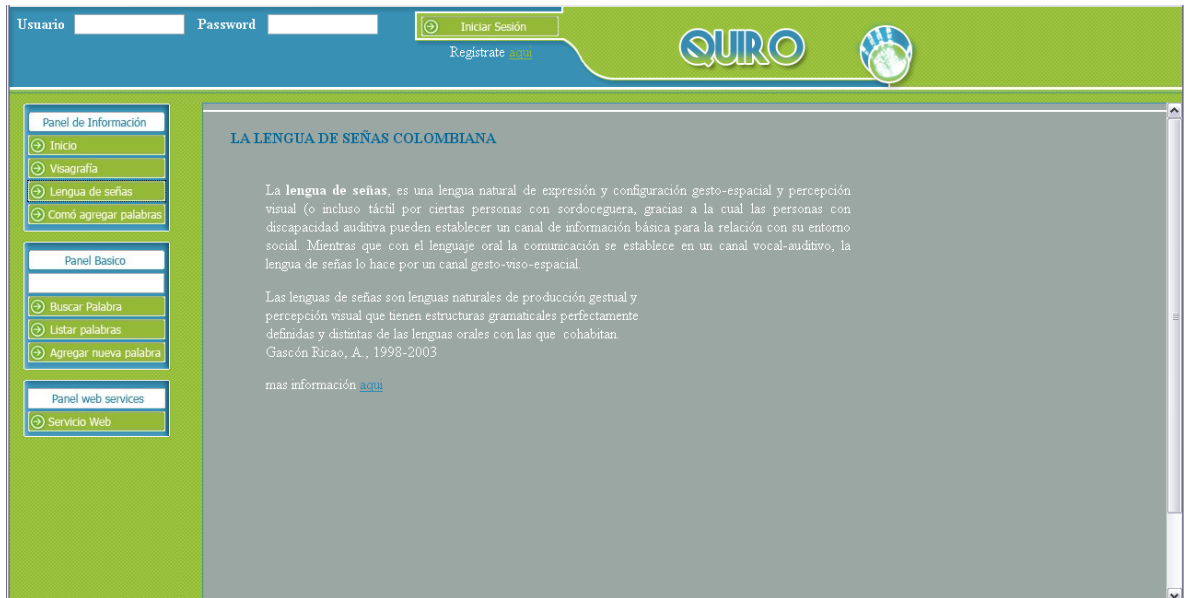 Usuario
Password
Iniciar Sesión
Regístrate aqui
QUIRO
Panel de Información
Inicio
Visagrafía
Lengua de señas
Comó agregar palabras
Panel Basico
Buscar Palabra
Listar palabras
Agregar nueva palabra
Panel web services
Servicio Web
LA LENGUA DE SEÑAS COLOMBIANA
La lengua de señas, es una lengua natural de expresión y configuración gesto-espacial y percepción
visual (o incluso táctil por ciertas personas con sordoceguera, gracias a la cual las personas con
discapacidad auditiva pueden establecer un canal de información básica para la relación con su entorno
social. Mientras que con el lenguaje oral la comunicación se establece en un canal vocal-auditivo, la
lengua de señas lo hace por un canal gesto-viso-espacial.
Las lenguas de señas son lenguas naturales de producción gestual y
percepción visual que tienen estructuras gramaticales perfectamente
definidas y distintas de las lenguas orales con las que cohabitan.
Gascón Ricao, A., 1998-2003
mas información aqui